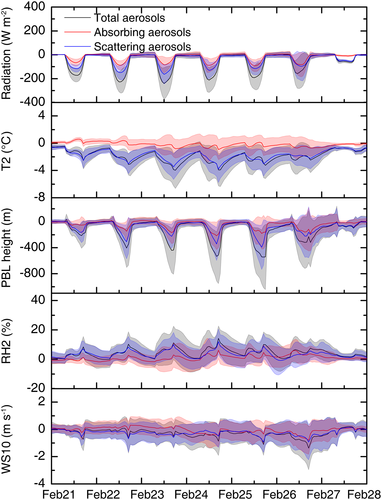 Total aerosols
Absorbing aerosols
Scattering aerosols
Radiation (W m⁻²)
400
200
0
-200
-400
T2 (°C)
4
0
-4
-8
PBL height (m)
0
-400
-800
RH2 (%)
40
20
0
-20
WS10 (m s⁻¹)
4
2
0
-2
-4
Feb21 Feb22 Feb23 Feb24 Feb25 Feb26 Feb27 Feb28